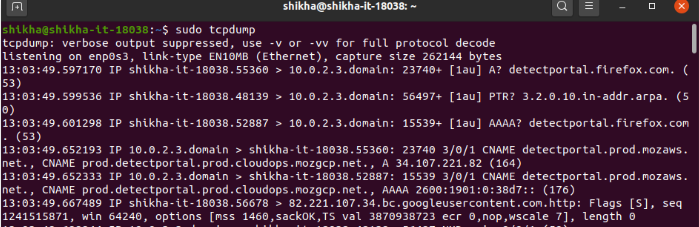 shikha@shikha-it-18038: ~
shikha@shikha-it-18038:~$ sudo tcpdump
tcpdump: verbose output suppressed, use -v or -vv for full protocol decode
listening on enp0s3, link-type EN10MB (Ethernet), capture size 262144 bytes
13:03:49.597170 IP shikha-it-18038.55360 > 10.0.2.3.domain: 23740+ [1au] A? detectportal.firefox.com. (
53)
13:03:49.599536 IP shikha-it-18038.48139 > 10.0.2.3.domain: 56497+ [1au] PTR? 3.2.0.10.in-addr.arpa. (5
0)
13:03:49.601298 IP shikha-it-18038.52887 > 10.0.2.3.domain: 15539+ [1au] AAAA? detectportal.firefox.com
. (53)
13:03:49.652193 IP 10.0.2.3.domain > shikha-it-18038.55360: 23740 3/0/1 CNAME detectportal.prod.mozaws.
net., CNAME prod.detectportal.prod.cloudops.mozgcp.net., A 34.107.221.82 (164)
13:03:49.652333 IP 10.0.2.3.domain > shikha-it-18038.52887: 15539 3/0/1 CNAME detectportal.prod.mozaws.
net., CNAME prod.detectportal.prod.cloudops.mozgcp.net., AAAA 2600:1901:0:38d7:: (176)
13:03:49.667489 IP shikha-it-18038.56678 > 82.221.107.34.bc.googleusercontent.com.http: Flags [S], seq
1241515871, win 64240, options [mss 1460,sackOK,TS val 3870938723 ecr 0,nop,wscale 7], length 0